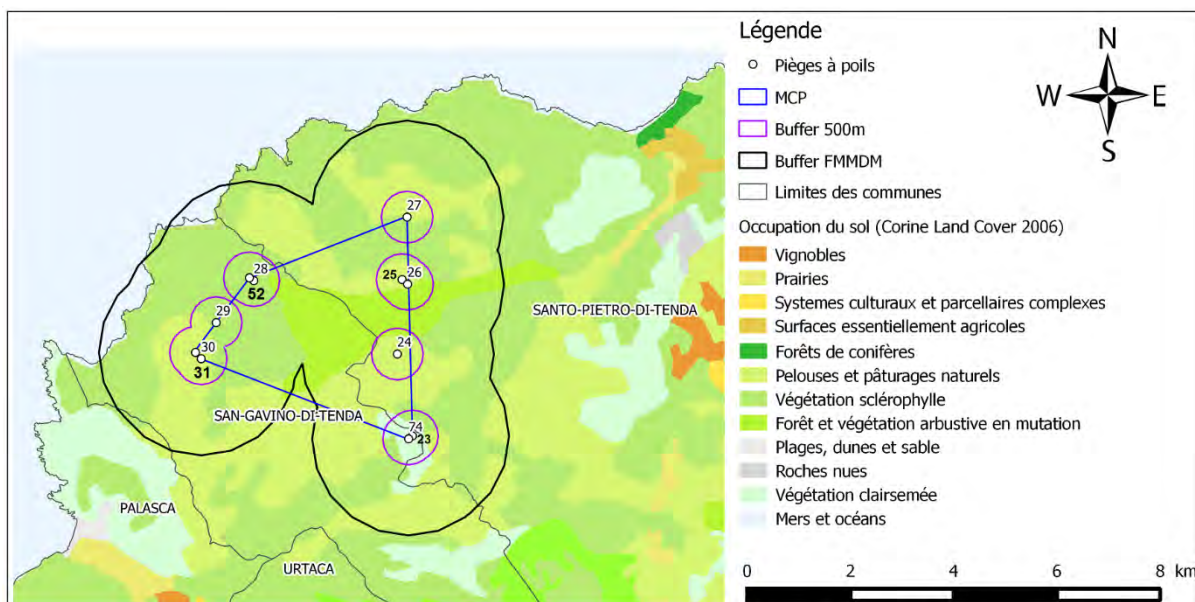 27
28
52
25
26
29
30
31
24
74
23
SANTO-PIETRO-DI-TENDA
SAN-GAVINO-DI-TENDA
PALASCA
URTACA
Légende
Pièges à poils
MCP
Buffer 500m
Buffer FMMDM
Limites des communes
Occupation du sol (Corine Land Cover 2006)
Vignobles
Prairies
Systemes culturaux et parcellaires complexes
Surfaces essentiellement agricoles
Forêts de conifères
Pelouses et pâturages naturels
Végétation sclérophylle
Forêt et végétation arbustive en mutation
Plages, dunes et sable
Roches nues
Végétation clairsemée
Mers et océans
N
W E
S
0 2 4 6 8 km